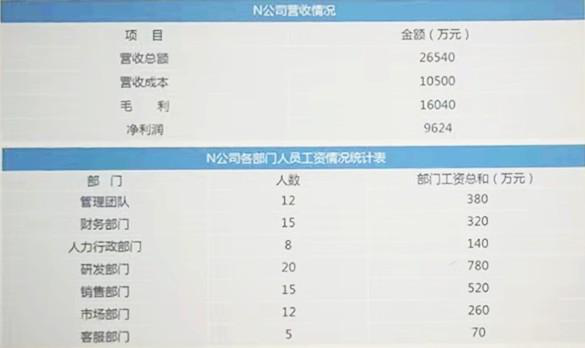 N公司营收情况
项 目 金额（万元）
营收总额 26540
营收成本 10500
毛 利 16040
净利润 9624
N公司各部门人员工资情况统计表
部 门 人数 部门工资总和（万元）
管理团队 12 380
财务部门 15 320
人力行政部门 8 140
研发部门 20 780
销售部门 15 520
市场部门 12 260
客服部门 5 70